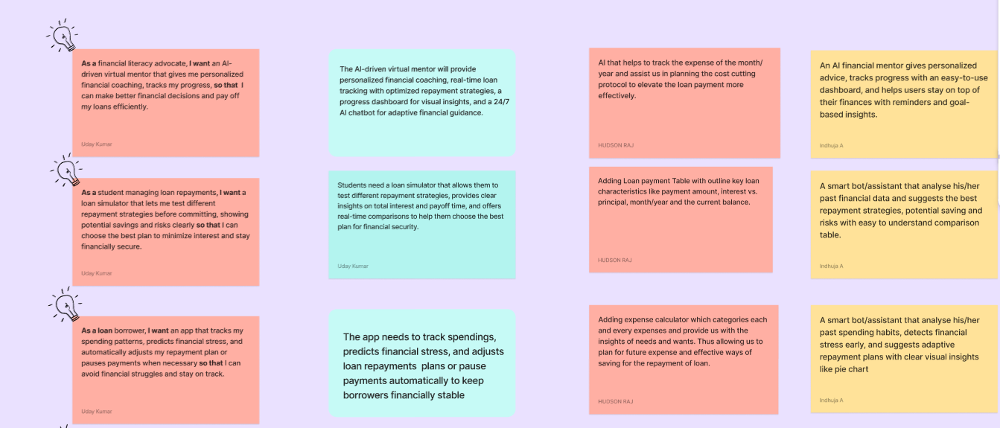 As a financial literacy advocate, I want an AI-
driven virtual mentor that gives me personalized
financial coaching, tracks my progress, so that I
can make better financial decisions and pay off
my loans efficiently.
Uday Kumar
The AI-driven virtual mentor will provide
personalized financial coaching, real-time loan
tracking with optimized repayment strategies, a
progress dashboard for visual insights, and a 24/7
AI chatbot for adaptive financial guidance.
AI that helps to track the expense of the month/
year and assist us in planning the cost cutting
protocol to elevate the loan payment more
effectively.
HUDSON RAJ
An AI financial mentor gives personalized
advice, tracks progress with an easy-to-use
dashboard, and helps users stay on top of
their finances with reminders and goal-
based insights.
Indhuja A
As a student managing loan repayments, I want a
loan simulator that lets me test different
repayment strategies before committing, showing
potential savings and risks clearly so that I can
choose the best plan to minimize interest and stay
financially secure.
Uday Kumar
Students need a loan simulator that allows them to
test different repayment strategies, provides clear
insights on total interest and payoff time, and offers
real-time comparisons to help them choose the best
plan for financial security.
Uday Kumar
Adding Loan payment Table with outline key loan
characteristics like payment amount, interest vs.
principal, month/year and the current balance.
HUDSON RAJ
A smart bot/assistant that analyse his/her
past financial data and suggests the best
repayment strategies, potential saving and
risks with easy to understand comparison
table.
Indhuja A
As a loan borrower, I want an app that tracks my
spending patterns, predicts financial stress, and
automatically adjusts my repayment plan or
pauses payments when necessary so that I can
avoid financial struggles and stay on track.
Uday Kumar
The app needs to track spendings,
predicts financial stress, and adjusts
loan repayments plans or pause
payments automatically to keep
borrowers financially stable
Adding expense calculator which categories each
and every expenses and provide us with the
insights of needs and wants. Thus allowing us to
plan for future expense and effective ways of
saving for the repayment of loan.
HUDSON RAJ
A smart bot/assistant that analyse his/her
past spending habits, detects financial
stress early, and suggests adaptive
repayment plans with clear visual insights
like pie chart
Indhuja A